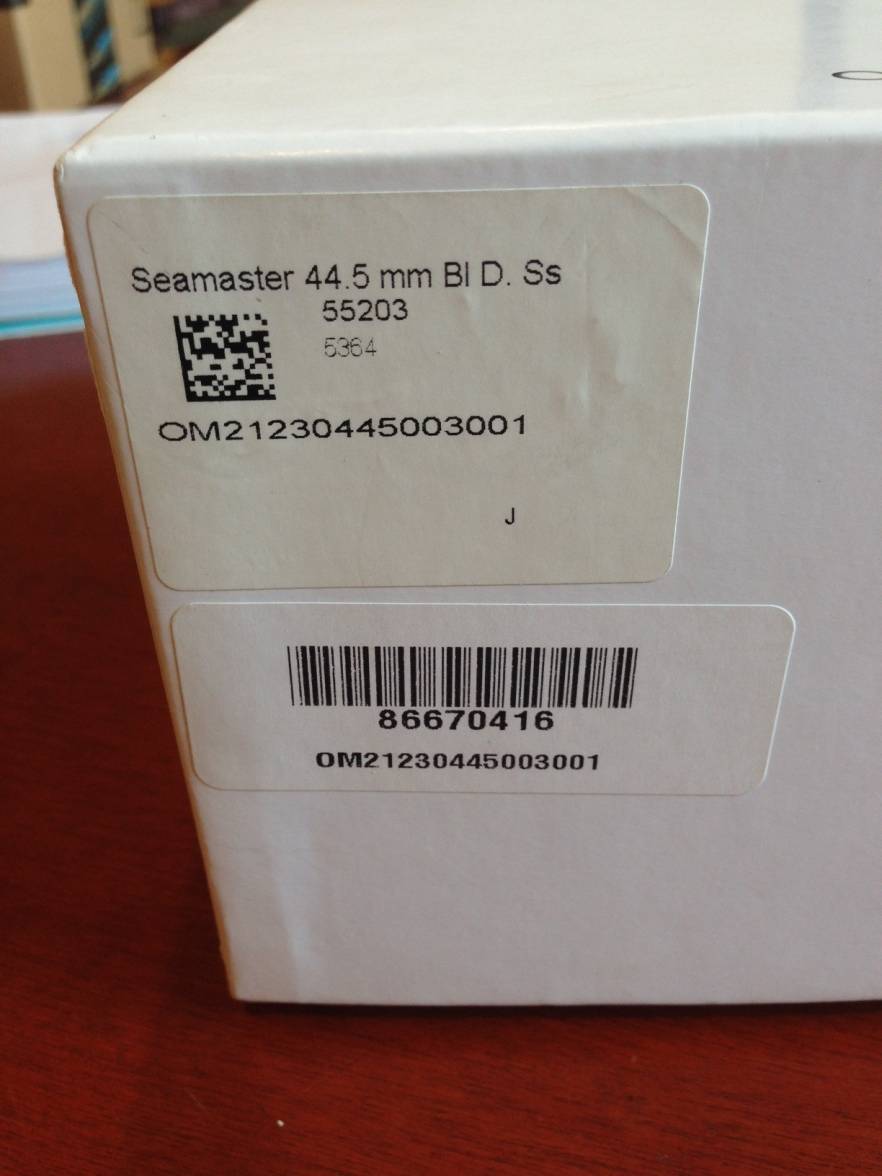 Seamaster 44.5 mm Bl D. Ss
55203
5364
OM21230445003001
J
86670416
OM21230445003001